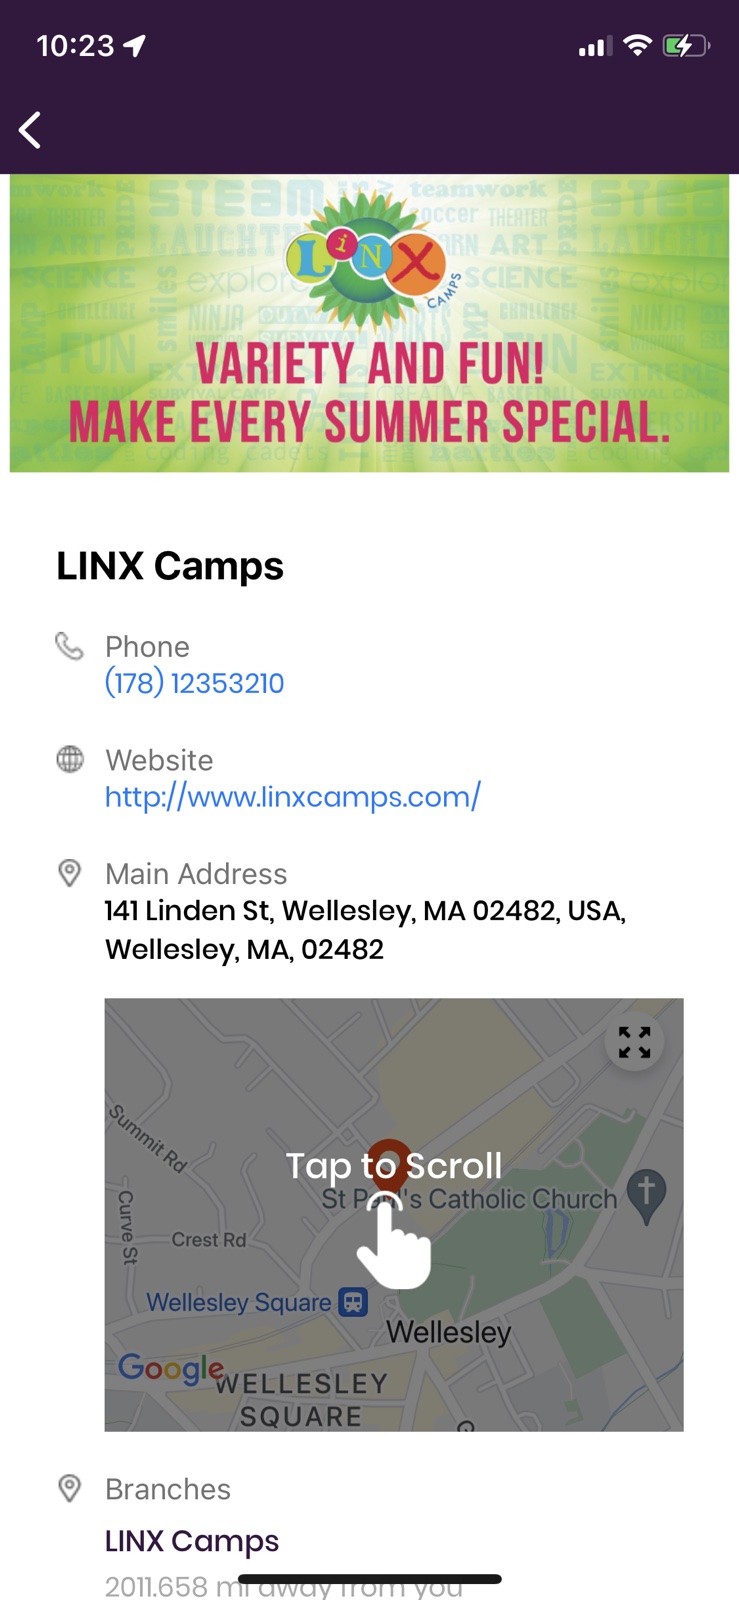 10:23
LiNX
CAMPS
VARIETY AND FUN!
MAKE EVERY SUMMER SPECIAL.
LINX Camps
Phone
(178) 12353210
Website
http://www.linxcamps.com/
Main Address
141 Linden St, Wellesley, MA 02482, USA,
Wellesley, MA, 02482
Summit Rd
Tap to Scroll
St Paul's Catholic Church
Curve St
Crest Rd
Wellesley Square
Wellesley
Google
WELLESLEY
SQUARE
Branches
LINX Camps
2011.658 mi away from you